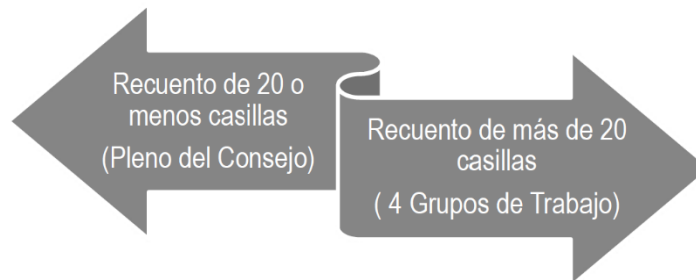 Recuento de 20 o
menos casillas
(Pleno del Consejo)
Recuento de más de 20
casillas
( 4 Grupos de Trabajo)